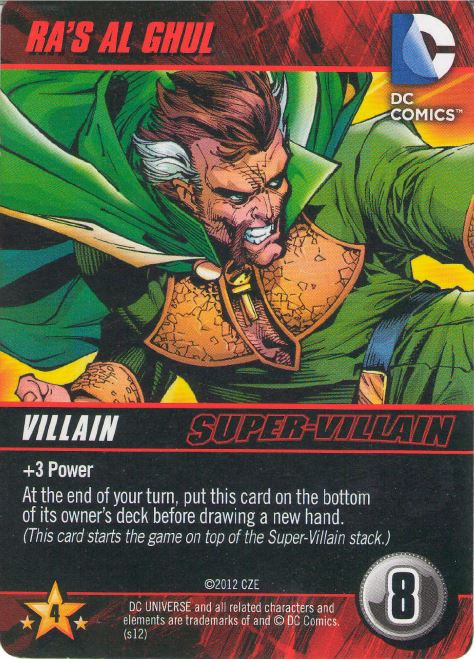 RA'S AL GHUL
DC
COMICS™
VILLAIN
SUPER-VILLAIN
+3 Power
At the end of your turn, put this card on the bottom
of its owner's deck before drawing a new hand.
(This card starts the game on top of the Super-Villain stack.)
©2012 CZE
4
DC UNIVERSE and all related characters and
elements are trademarks of and © DC Comics.
(s12)
8